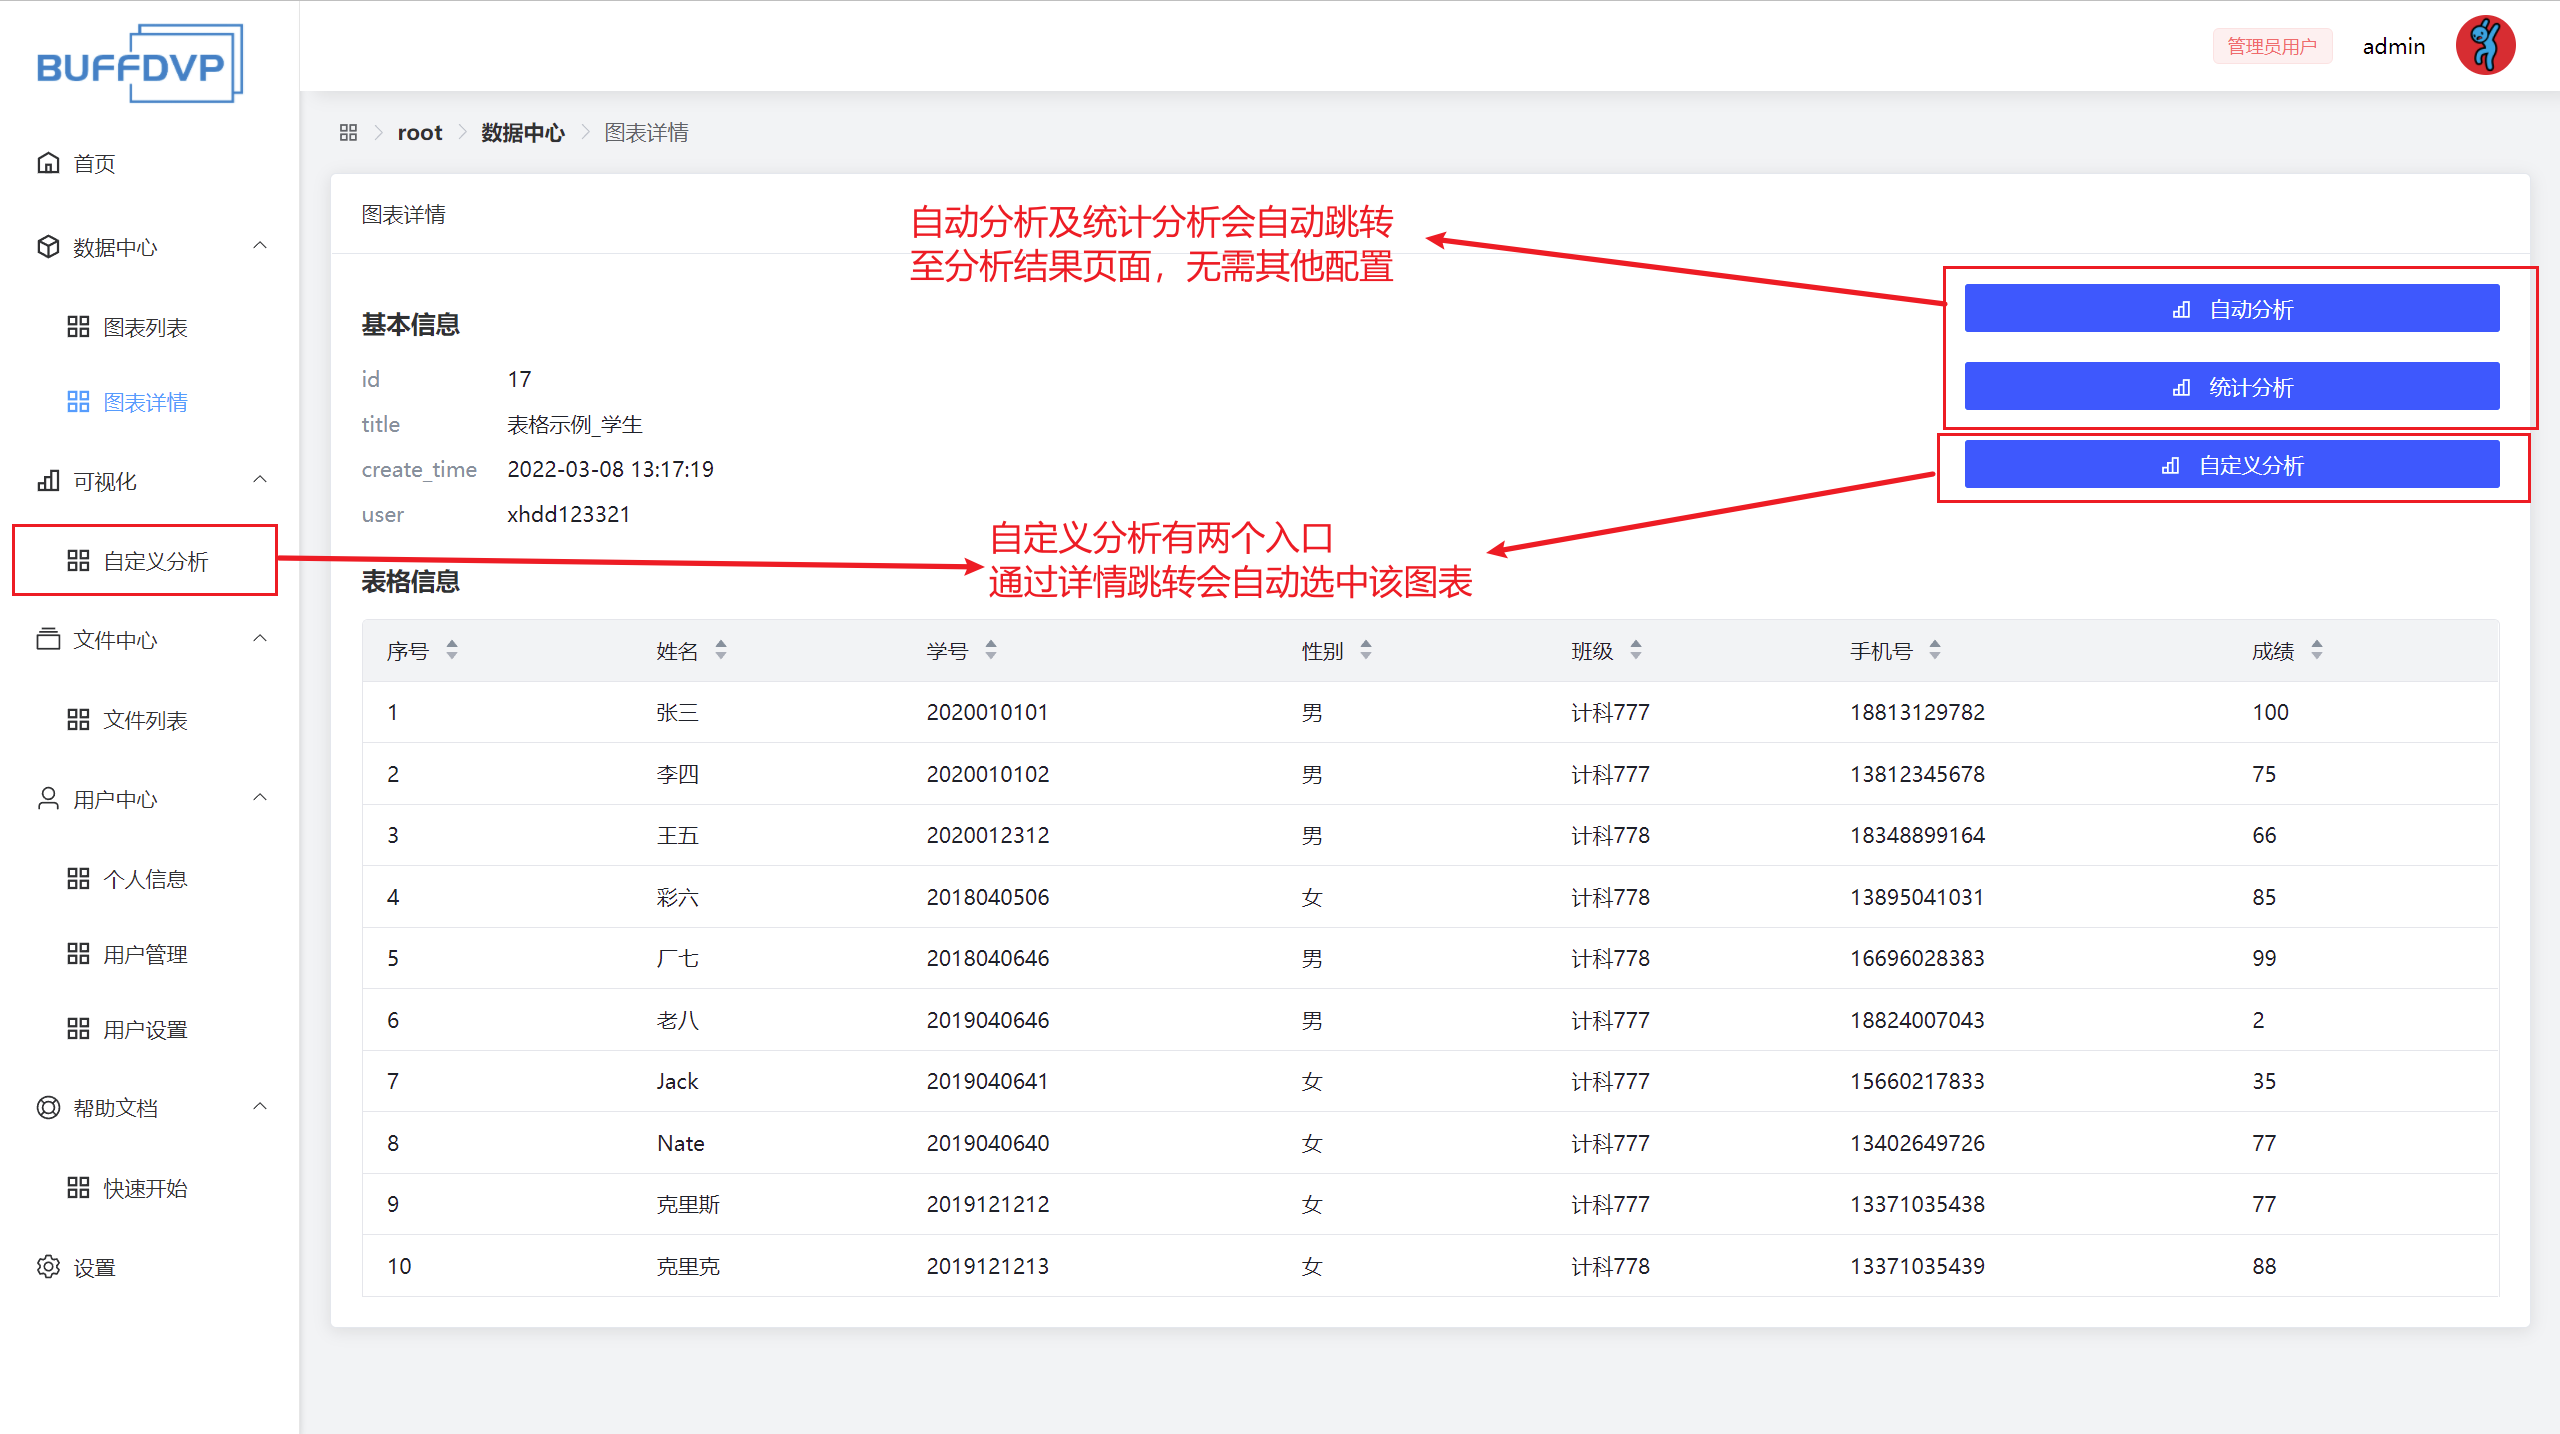 BUFFDVP
管理员用户 admin
首页
数据中心
图表列表
图表详情
可视化
自定义分析
文件中心
文件列表
用户中心
个人信息
用户管理
用户设置
帮助文档
快速开始
设置
root 数据中心 图表详情
图表详情
自动分析及统计分析会自动跳转
至分析结果页面，无需其他配置
自动分析
统计分析
自定义分析
基本信息
id 17
title 表格示例_学生
create_time 2022-03-08 13:17:19
user xhdd123321
自定义分析有两个入口
通过详情跳转会自动选中该图表
表格信息
序号 姓名 学号 性别 班级 手机号 成绩
1 张三 2020010101 男 计科777 18813129782 100
2 李四 2020010102 男 计科777 13812345678 75
3 王五 2020012312 男 计科778 18348899164 66
4 彩六 2018040506 女 计科778 13895041031 85
5 厂七 2018040646 男 计科778 16696028383 99
6 老八 2019040646 男 计科777 18824007043 2
7 Jack 2019040641 女 计科777 15660217833 35
8 Nate 2019040640 女 计科777 13402649726 77
9 克里斯 2019121212 女 计科777 13371035438 77
10 克里克 2019121213 女 计科778 13371035439 88